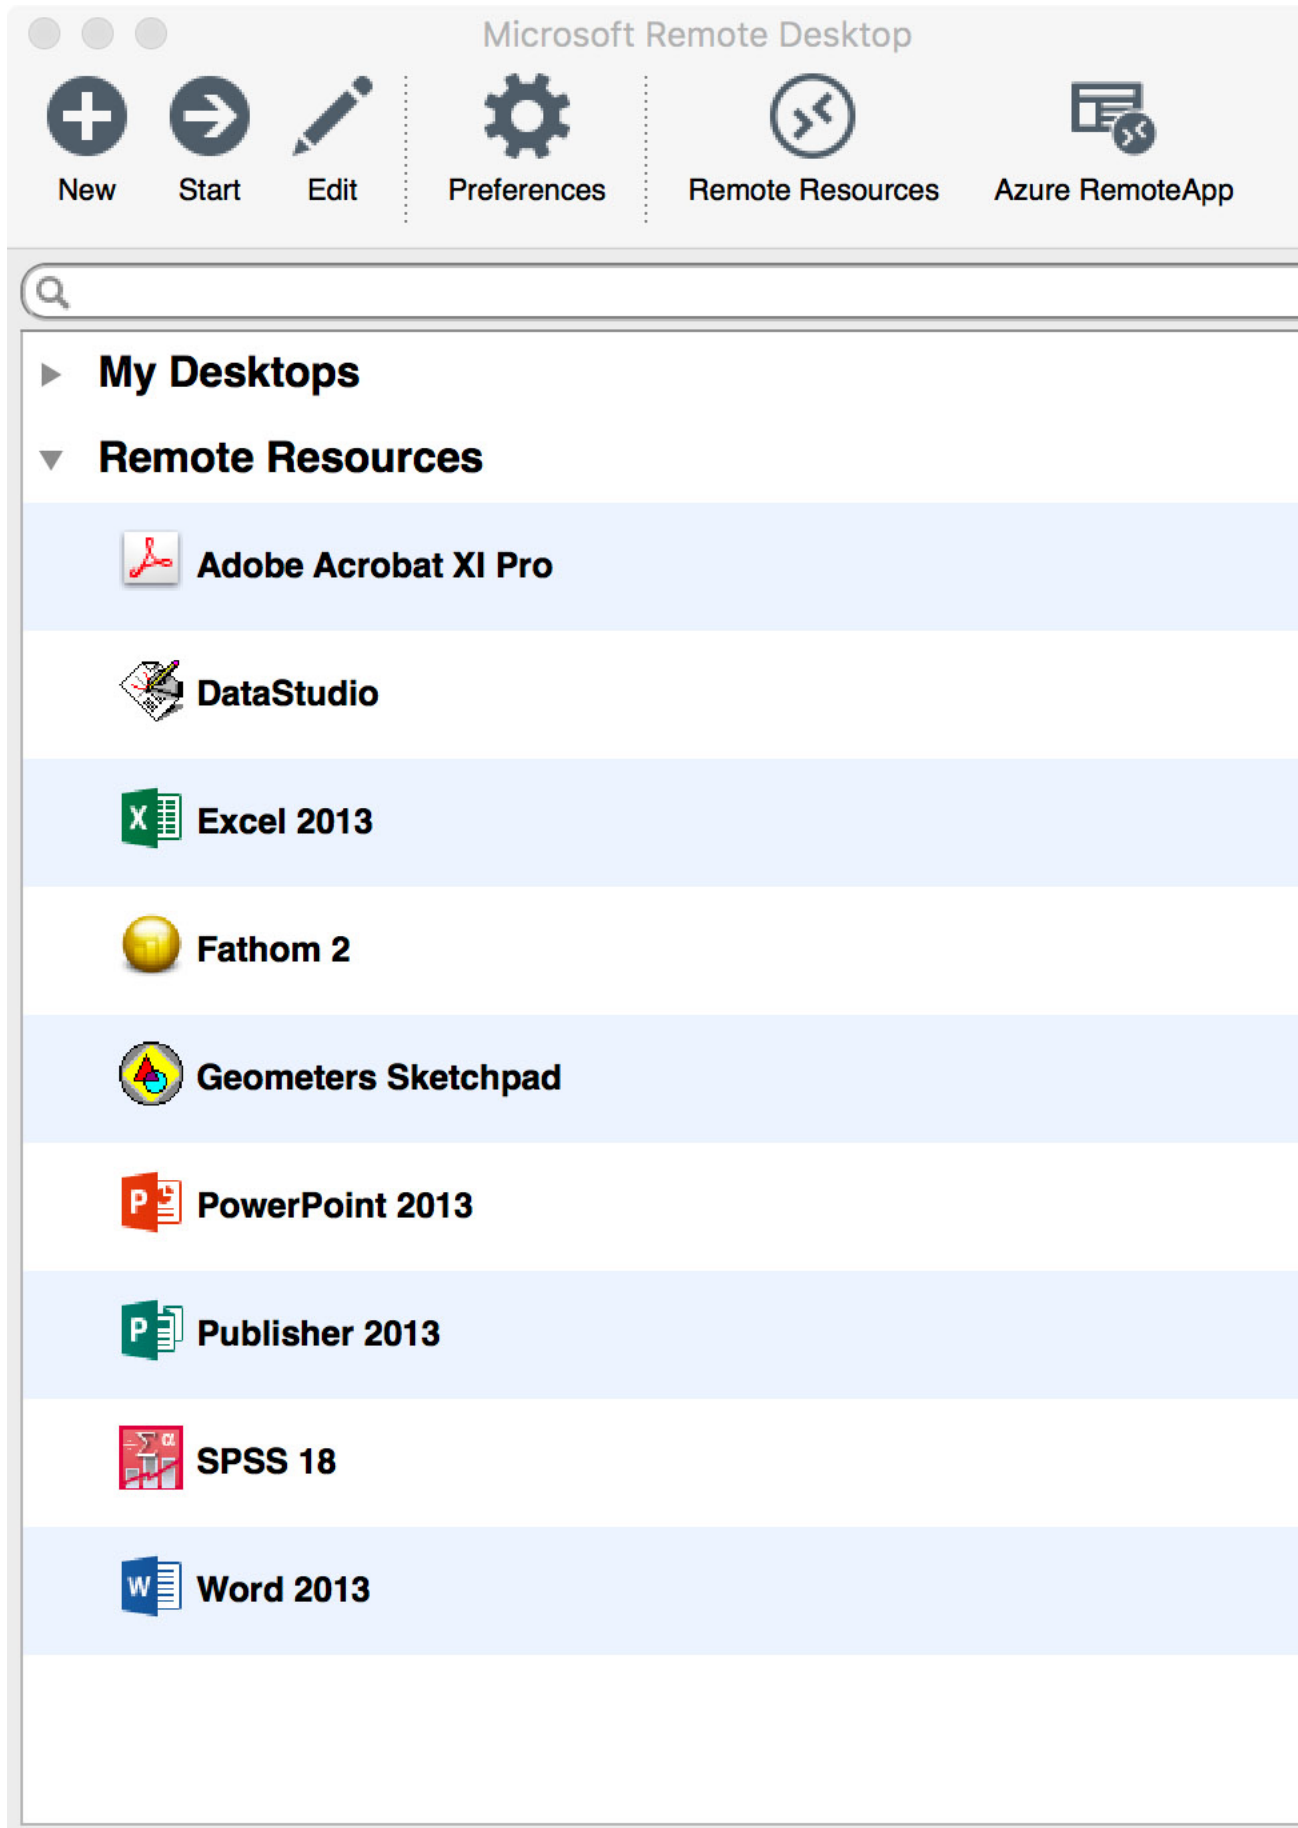 Microsoft Remote Desktop
New Start Edit Preferences Remote Resources Azure RemoteApp
My Desktops
Remote Resources
Adobe Acrobat XI Pro
DataStudio
Excel 2013
Fathom 2
Geometers Sketchpad
PowerPoint 2013
Publisher 2013
SPSS 18
Word 2013